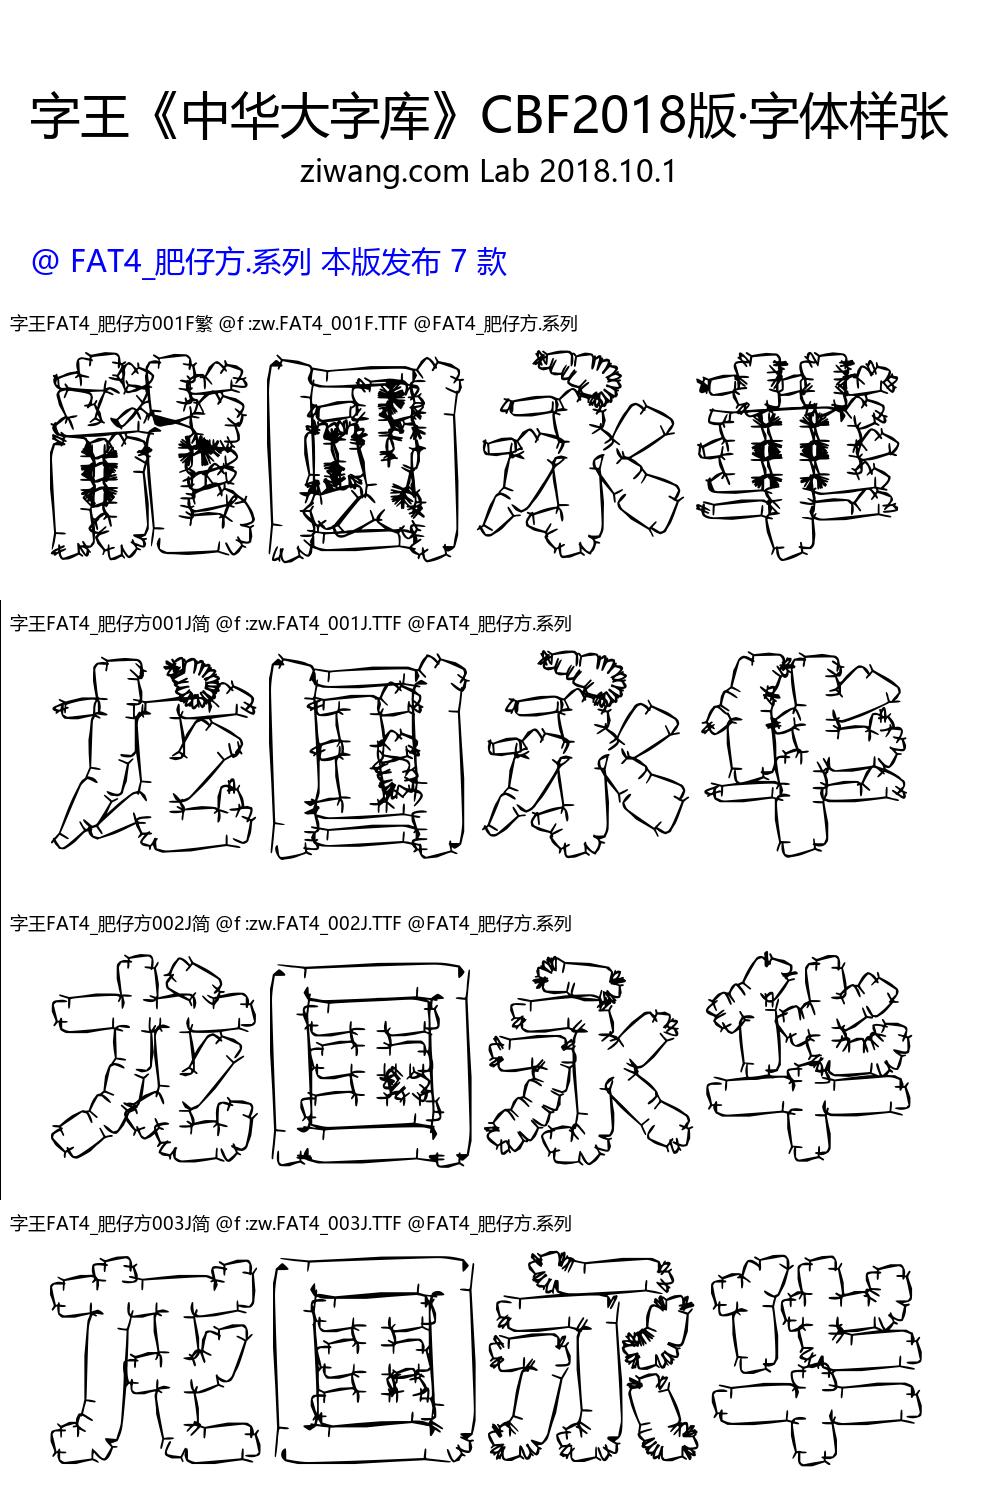 字王《中华大字库》CBF2018版·字体样张
ziwang.com Lab 2018.10.1
@ FAT4_肥仔方.系列 本版发布 7 款
字王FAT4_肥仔方001F繁 @f :zw.FAT4_001F.TTF @FAT4_肥仔方.系列
龍國永華
字王FAT4_肥仔方001J简 @f :zw.FAT4_001J.TTF @FAT4_肥仔方.系列
龙国永华
字王FAT4_肥仔方002J简 @f :zw.FAT4_002J.TTF @FAT4_肥仔方.系列
龙国永华
字王FAT4_肥仔方003J简 @f :zw.FAT4_003J.TTF @FAT4_肥仔方.系列
龙国永华